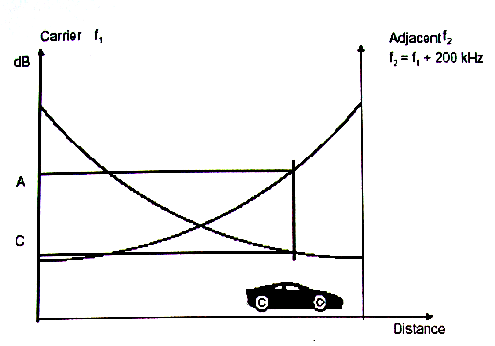 Carrier f₁
dB
Adjacent f₂
f₂ = f₁ + 200 kHz
A
C
Distance